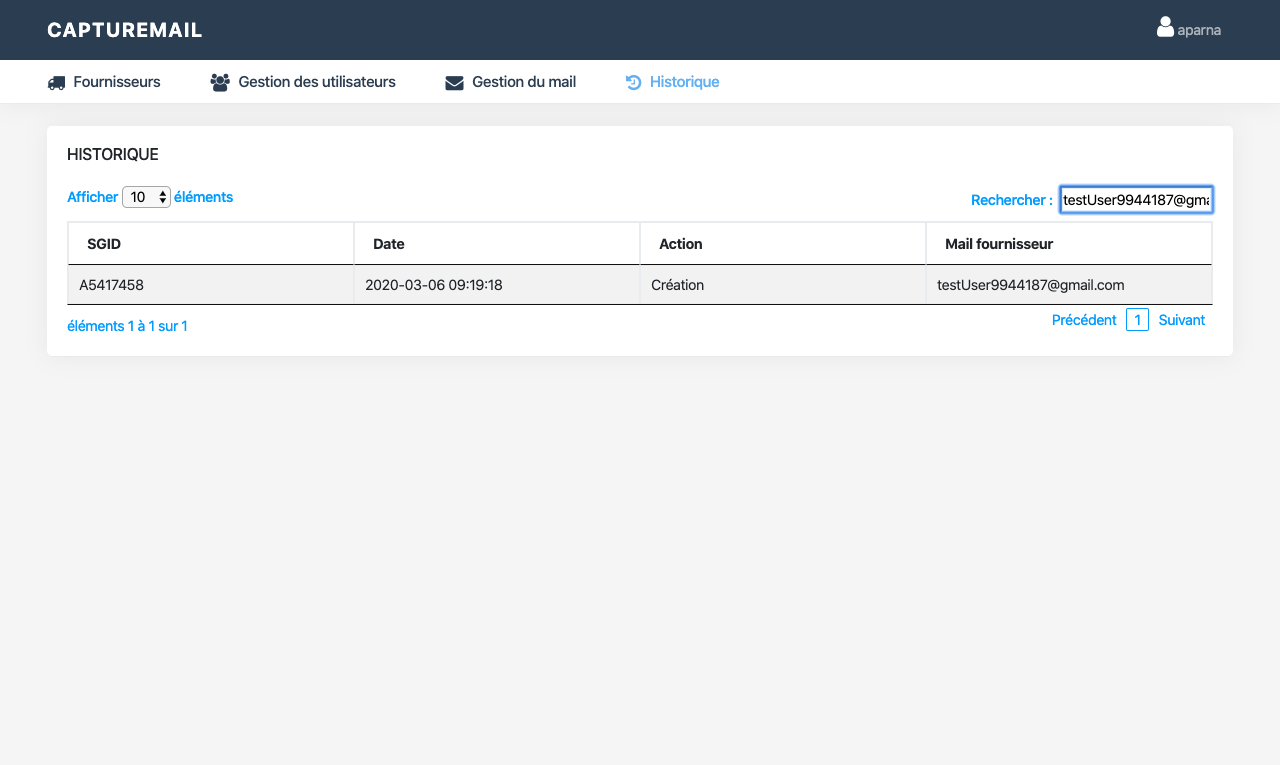 CAPTUREMAIL
aparna
Fournisseurs Gestion des utilisateurs Gestion du mail Historique
HISTORIQUE
Afficher 10 éléments
Rechercher : testUser9944187@gma
SGID Date Action Mail fournisseur
A5417458 2020-03-06 09:19:18 Création testUser9944187@gmail.com
éléments 1 à 1 sur 1
Précédent 1 Suivant